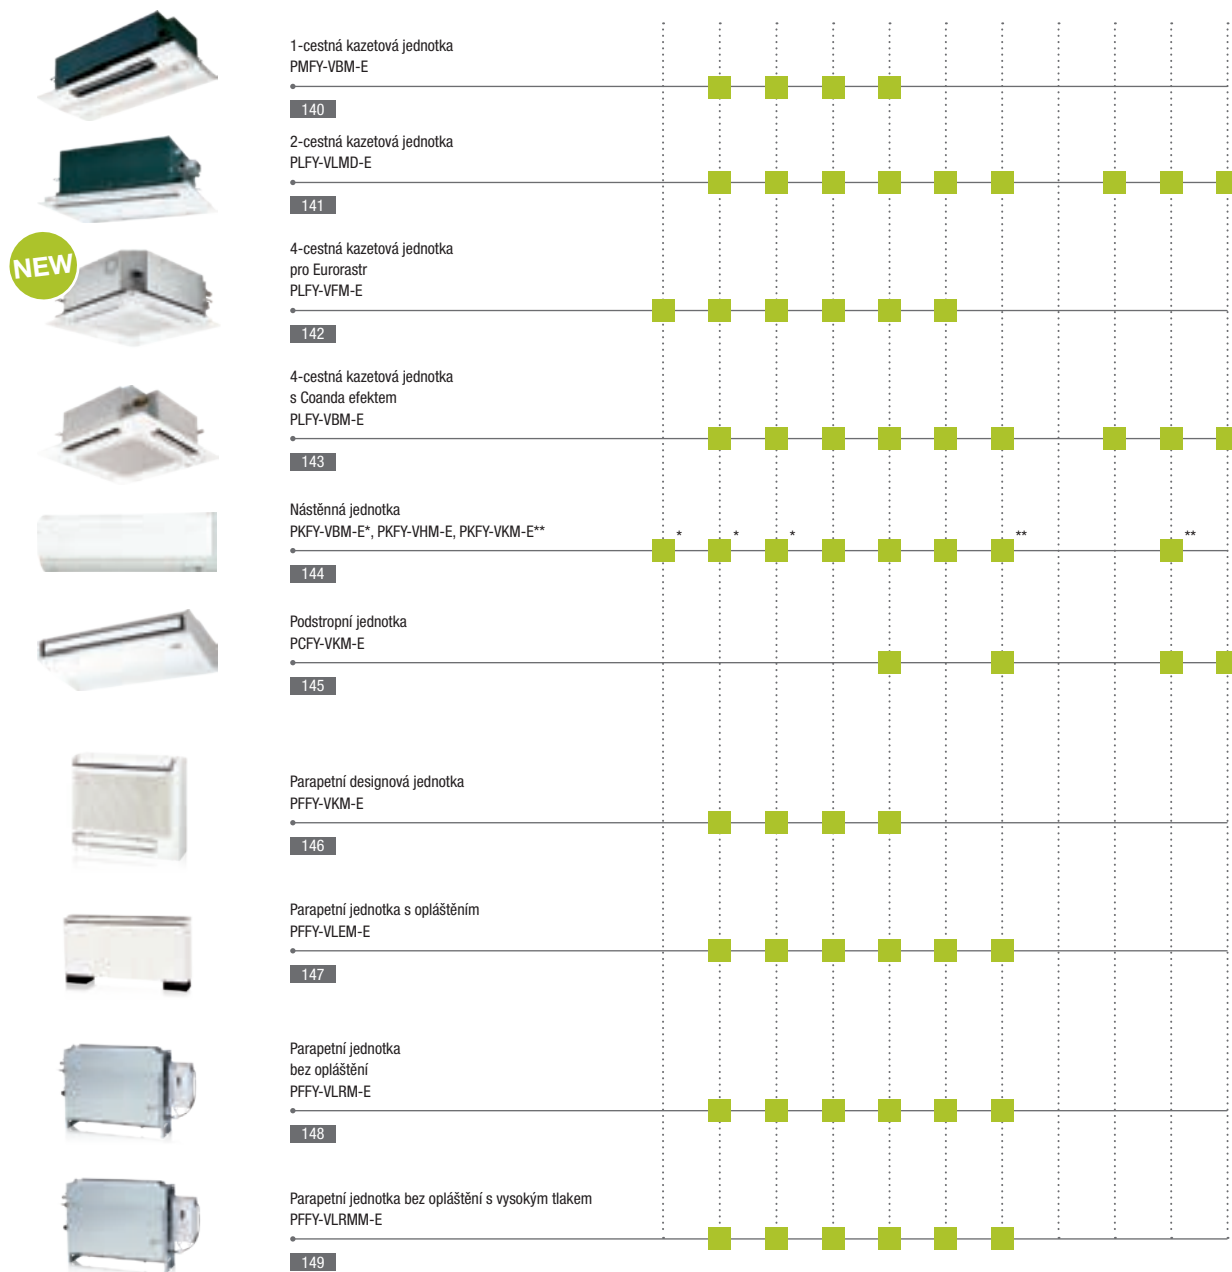 1-cestná kazetová jednotka
PMFY-VBM-E
140
2-cestná kazetová jednotka
PLFY-VLMD-E
141
NEW
4-cestná kazetová jednotka
pro Eurorastr
PLFY-VFM-E
142
4-cestná kazetová jednotka
s Coanda efektem
PLFY-VBM-E
143
Nástěnná jednotka
PKFY-VBM-E*, PKFY-VHM-E, PKFY-VKM-E**
* * * ** **
144
Podstropní jednotka
PCFY-VKM-E
145
Parapetní designová jednotka
PFFY-VKM-E
146
Parapetní jednotka s opláštěním
PFFY-VLEM-E
147
Parapetní jednotka
bez opláštění
PFFY-VLRM-E
148
Parapetní jednotka bez opláštění s vysokým tlakem
PFFY-VLRMM-E
149